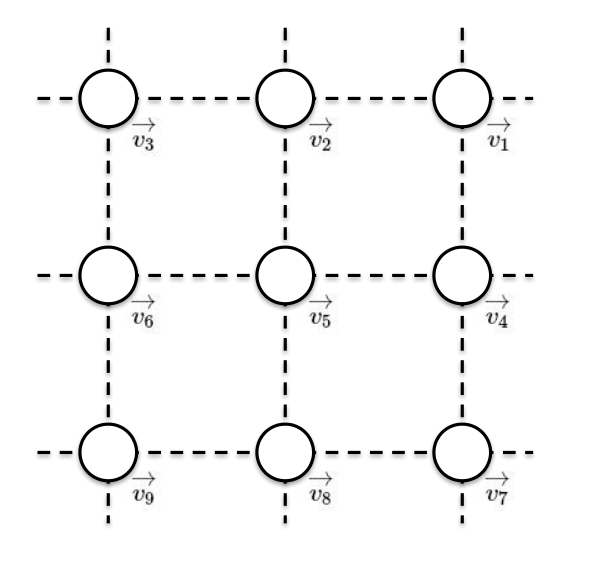 v₃ v₂ v₁
v₆ v₅ v₄
v₉ v₈ v₇